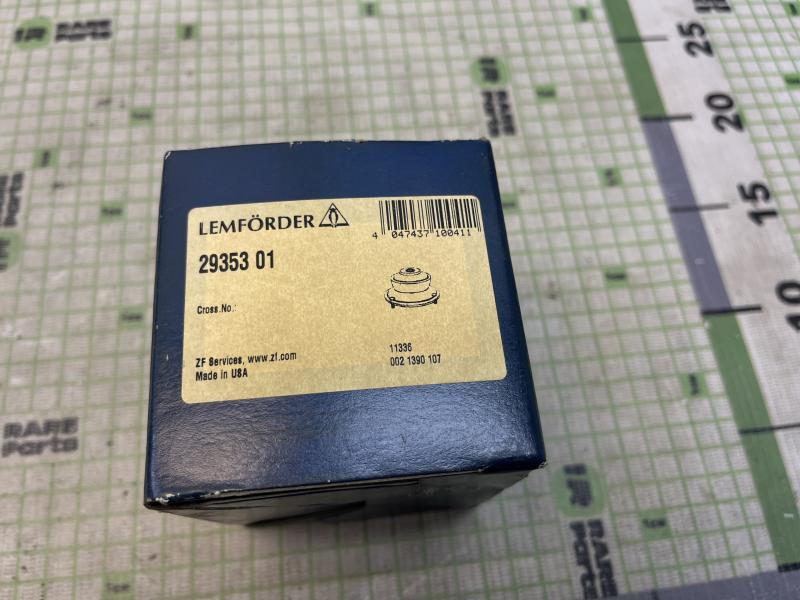 RARE
Parts
25
RARE
Parts
20
RARE
15
10
LEMFÖRDER
4 047437 100411
29353 01
Cross.No.:
11336
ZF Services, www.zf.com
002 1390 107
Made in USA
RARE
Parts
RARE
Parts